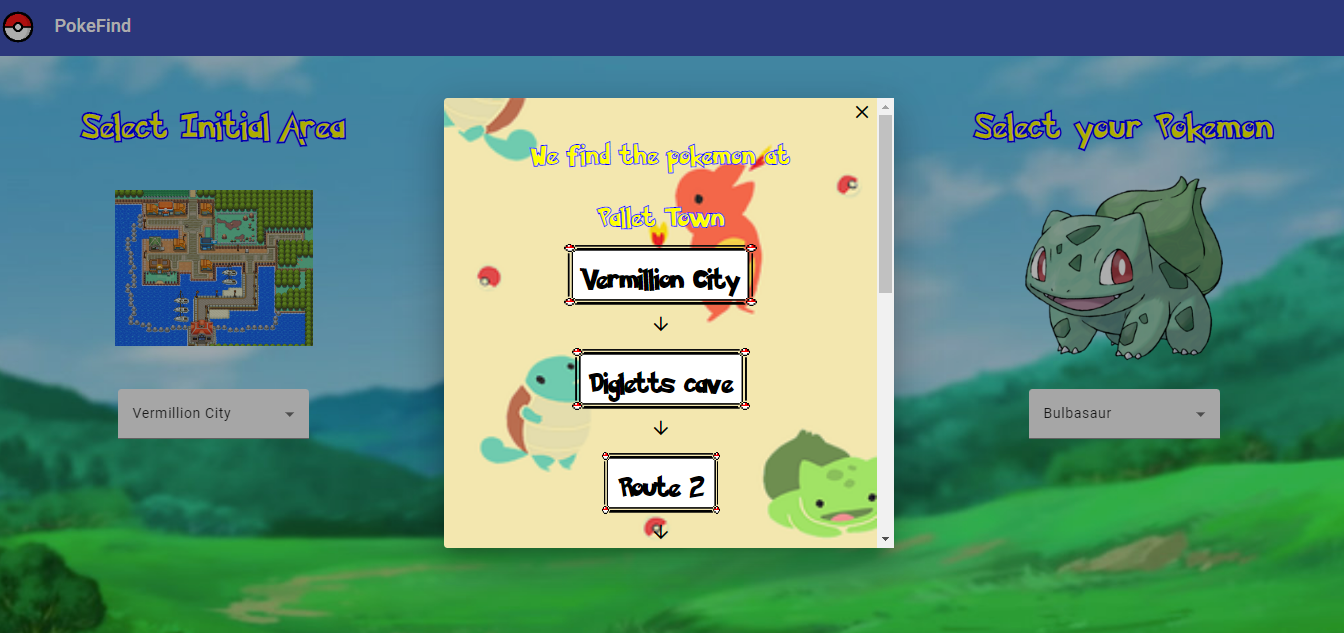 PokeFind
Select Initial Area
Vermillion City
We find the pokemon at
Pallet Town
Vermillion City
Digletts cave
Route 2
Select your Pokemon
Bulbasaur